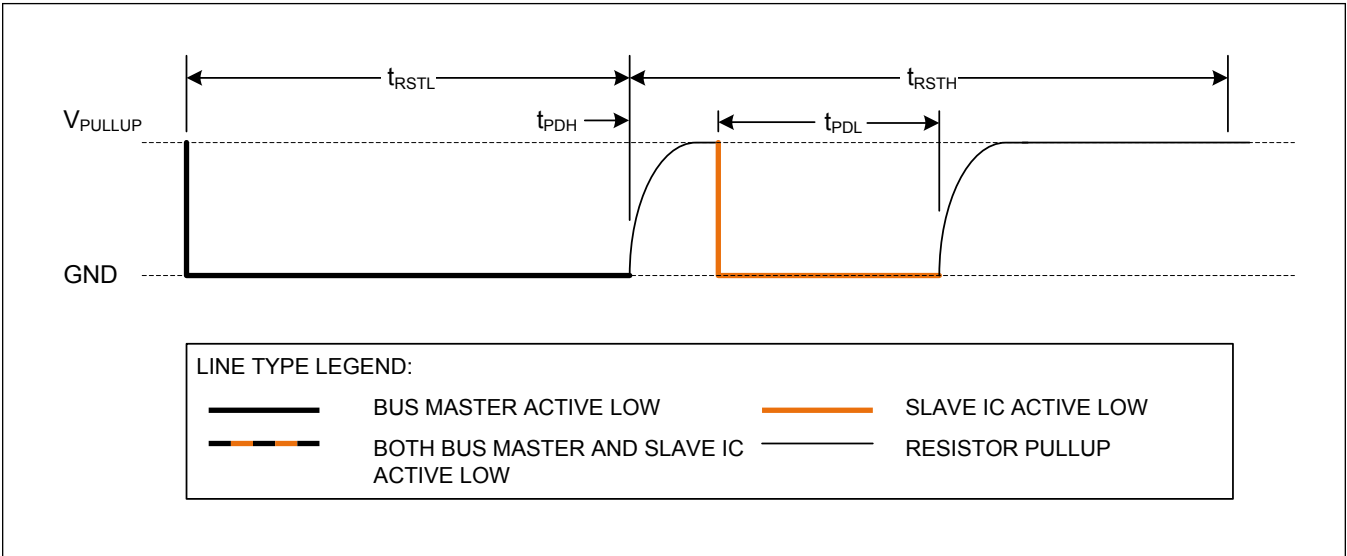 tRSTL
tRSTH
VPULLUP
tPDH
tPDL
GND
LINE TYPE LEGEND:
BUS MASTER ACTIVE LOW
SLAVE IC ACTIVE LOW
BOTH BUS MASTER AND SLAVE IC
ACTIVE LOW
RESISTOR PULLUP